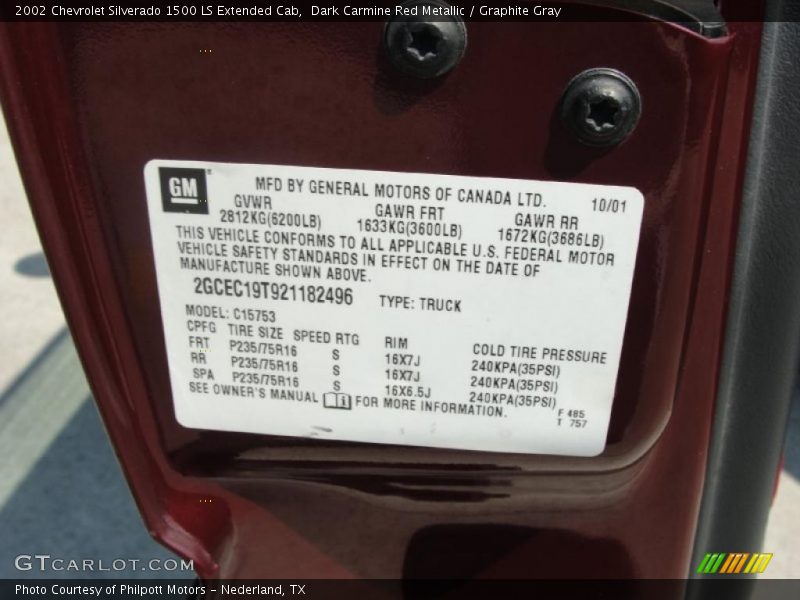 2002 Chevrolet Silverado 1500 LS Extended Cab,  Dark Carmine Red Metallic / Graphite Gray
GM MFD BY GENERAL MOTORS OF CANADA LTD. 10/01
GVWR GAWR FRT GAWR RR
2812KG(6200LB) 1633KG(3600LB) 1672KG(3686LB)
THIS VEHICLE CONFORMS TO ALL APPLICABLE U.S. FEDERAL MOTOR
VEHICLE SAFETY STANDARDS IN EFFECT ON THE DATE OF
MANUFACTURE SHOWN ABOVE.
2GCEC19T921182496 TYPE: TRUCK
MODEL: C15753
CPFG TIRE SIZE SPEED RTG RIM COLD TIRE PRESSURE
FRT P235/75R16 S 16X7J 240KPA(35PSI)
RR P235/75R16 S 16X7J 240KPA(35PSI)
SPA P235/75R16 S 16X6.5J 240KPA(35PSI)
SEE OWNER'S MANUAL FOR MORE INFORMATION.
F 485
T 757
GTCARLOT.COM
Photo Courtesy of Philpott Motors - Nederland, TX